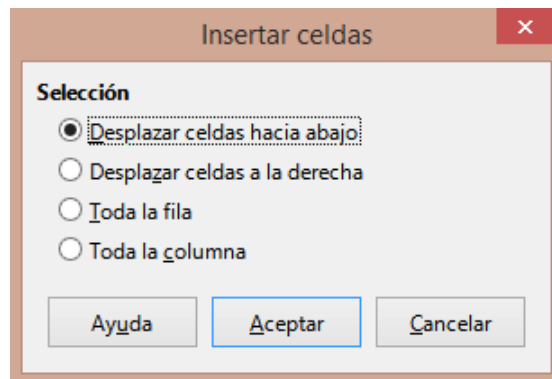 Insertar celdas
Selección
Desplazar celdas hacia abajo
Desplazar celdas a la derecha
Toda la fila
Toda la columna
Ayuda Aceptar Cancelar